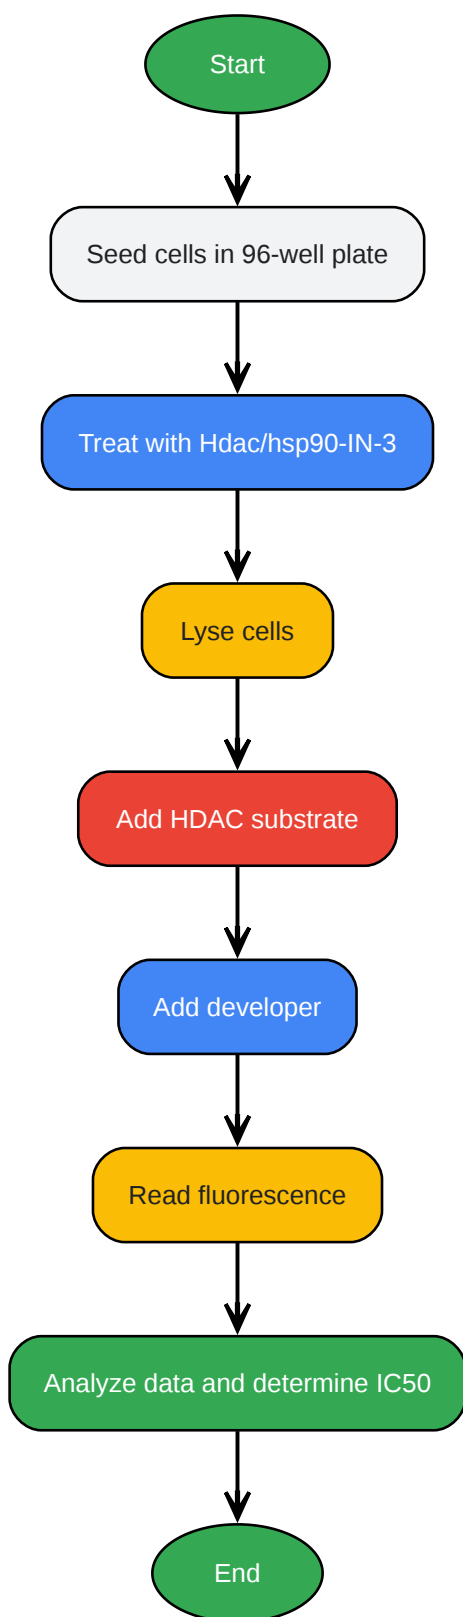 Start
Seed cells in 96-well plate
Treat with Hdac/hsp90-IN-3
Lyse cells
Add HDAC substrate
Add developer
Read fluorescence
Analyze data and determine IC50
End